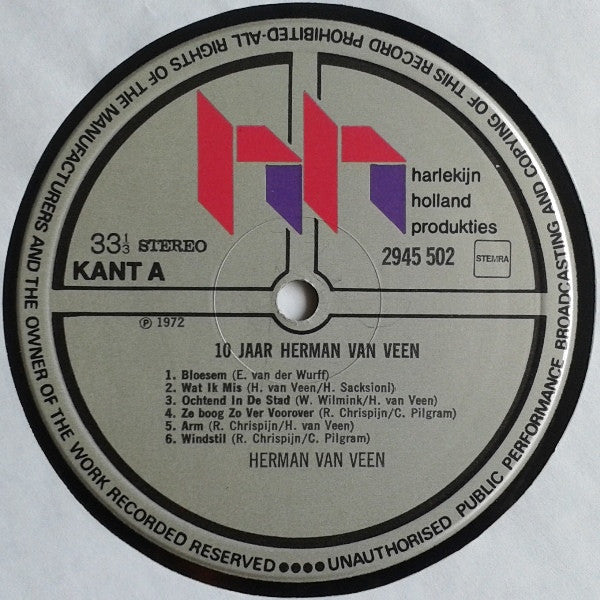 UNAUTHORISED PUBLIC PERFORMANCE BROADCASTING AND COPYING OF THIS RECORD PROHIBITED-ALL RIGHTS OF THE MANUFACTURERS AND THE OWNER OF THE WORK RECORDED RESERVED ●●●●
harlekijn
holland
produkties
33⅓ STEREO
KANT A
2945 502
STEMRA
℗ 1972
10 JAAR HERMAN VAN VEEN
1. Bloesem (E. van der Wurff)
2. Wat Ik Mis (H. van Veen/H. Sacksioni)
3. Ochtend In De Stad (W. Wilmink/H. van Veen)
4. Ze boog Zo Ver Voorover (R. Chrispijn/C. Pilgram)
5. Arm (R. Chrispijn/H. van Veen)
6. Windstil (R. Chrispijn/C. Pilgram)
HERMAN VAN VEEN